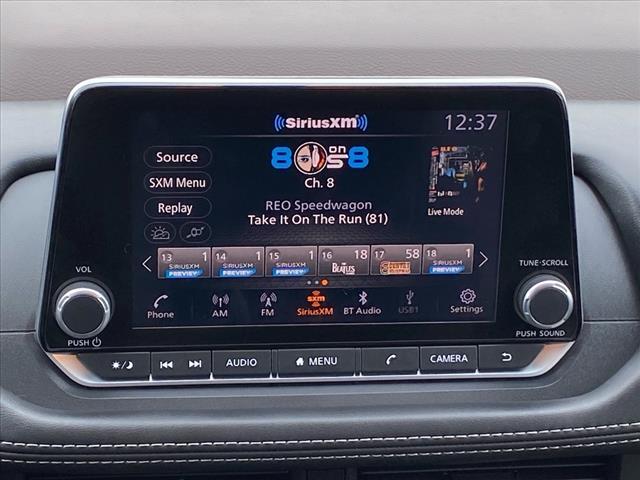 SiriusXM
12:37
Source
8 on 8
SXM Menu
Ch. 8
Replay
REO Speedwagon
Take It On The Run (81)
Live Mode
13 1
SIRIUSXM
PREVIEW
14 1
SIRIUSXM
PREVIEW
15 1
SIRIUSXM
PREVIEW
16 18
THE BEATLES
17 58
18 1
SIRIUSXM
PREVIEW
VOL
TUNE·SCROLL
Phone
AM
FM
sxm
SiriusXM
BT Audio
USB1
Settings
PUSH
PUSH SOUND
AUDIO
MENU
CAMERA